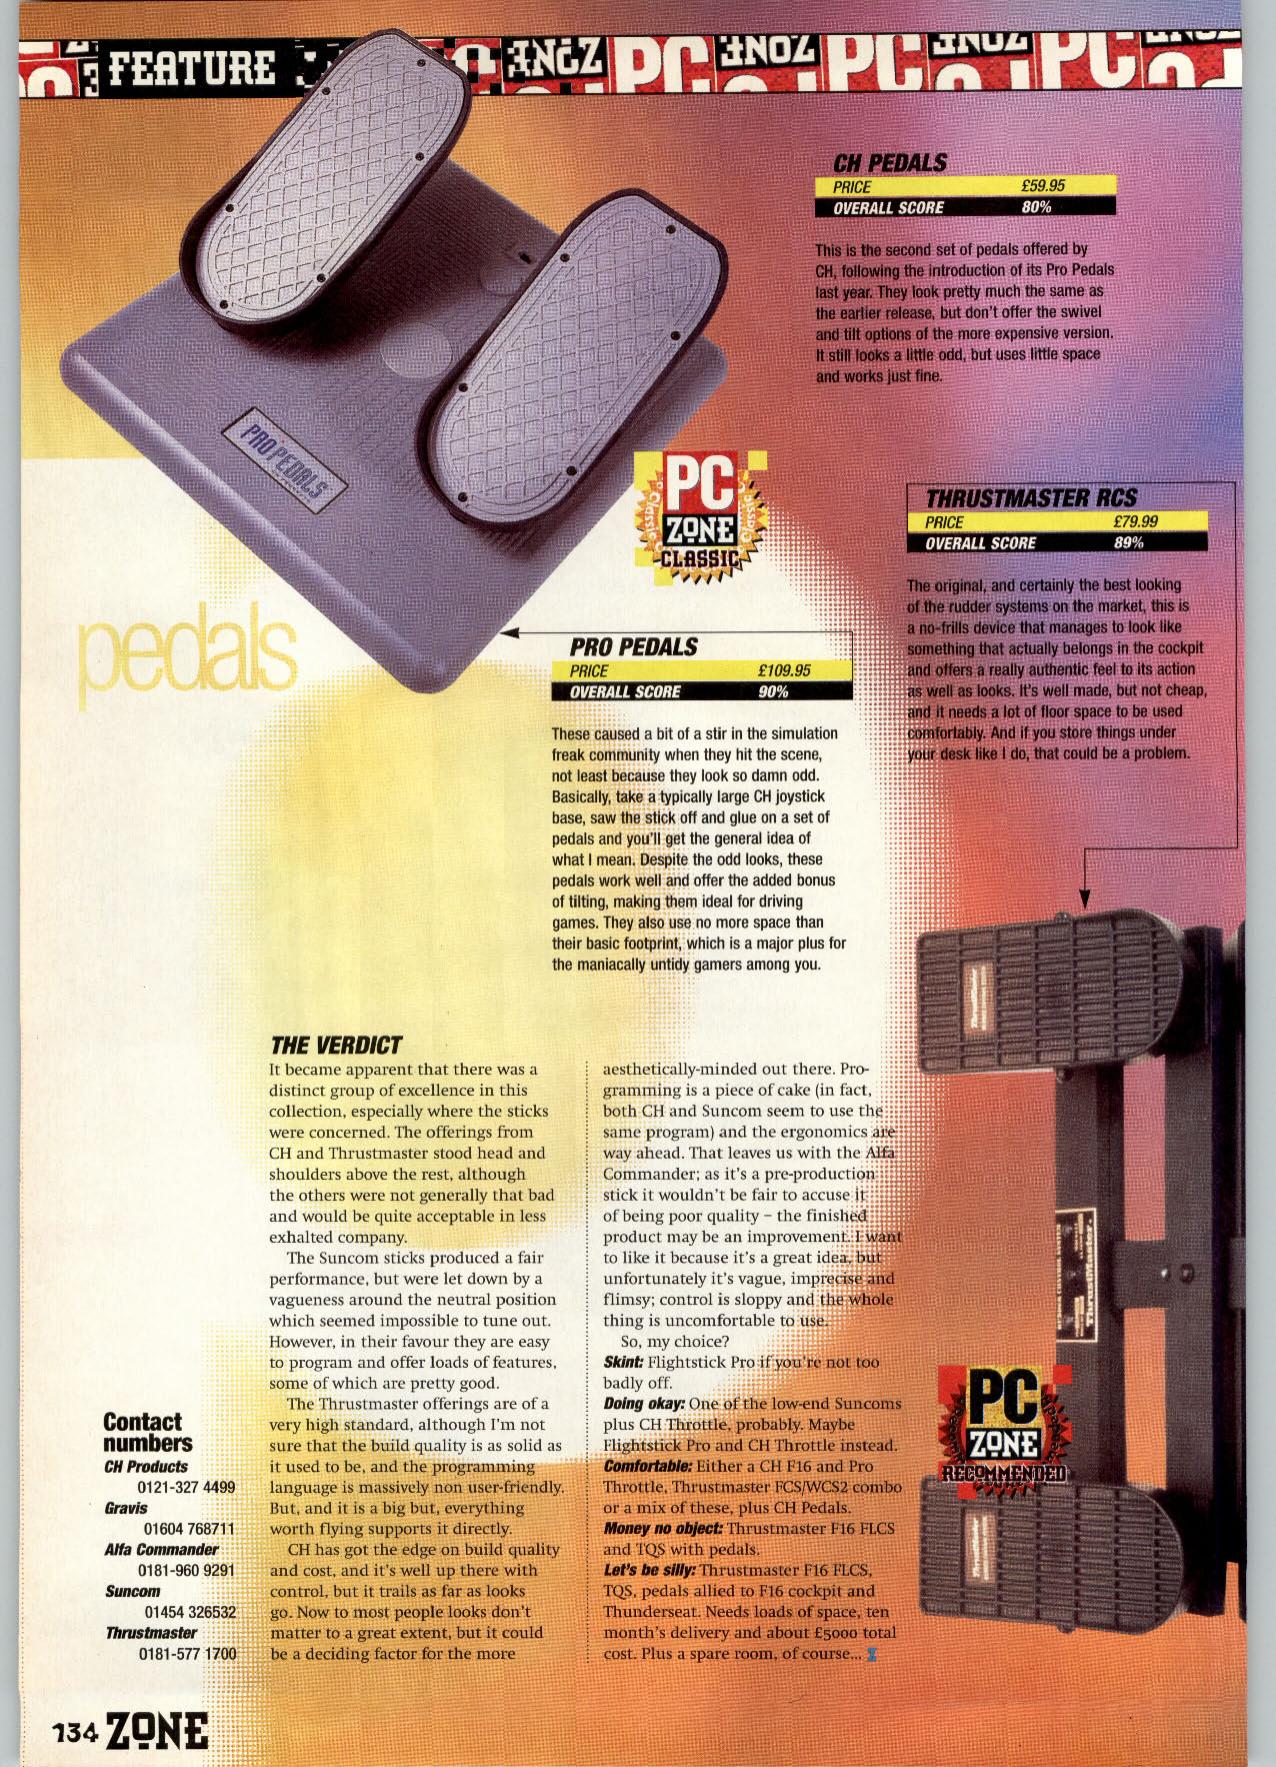 FEATURE
CH PEDALS
PRICE £59.95
OVERALL SCORE 80%
This is the second set of pedals offered by
CH, following the introduction of its Pro Pedals
last year. They look pretty much the same as
the earlier release, but don't offer the swivel
and tilt options of the more expensive version.
It still looks a little odd, but uses little space
and works just fine.
PRO PEDALS
PC
ZONE
CLASSIC
THRUSTMASTER RCS
PRICE £79.99
OVERALL SCORE 89%
The original, and certainly the best looking
of the rudder systems on the market, this is
a no-frills device that manages to look like
something that actually belongs in the cockpit
and offers a really authentic feel to its action
as well as looks. It's well made, but not cheap,
and it needs a lot of floor space to be used
comfortably. And if you store things under
your desk like I do, that could be a problem.
pedals
PRO PEDALS
PRICE £109.95
OVERALL SCORE 90%
These caused a bit of a stir in the simulation
freak community when they hit the scene,
not least because they look so damn odd.
Basically, take a typically large CH joystick
base, saw the stick off and glue on a set of
pedals and you'll get the general idea of
what I mean. Despite the odd looks, these
pedals work well and offer the added bonus
of tilting, making them ideal for driving
games. They also use no more space than
their basic footprint, which is a major plus for
the maniacally untidy gamers among you.
THE VERDICT
It became apparent that there was a
distinct group of excellence in this
collection, especially where the sticks
were concerned. The offerings from
CH and Thrustmaster stood head and
shoulders above the rest, although
the others were not generally that bad
and would be quite acceptable in less
exhalted company.
The Suncom sticks produced a fair
performance, but were let down by a
vagueness around the neutral position
which seemed impossible to tune out.
However, in their favour they are easy
to program and offer loads of features,
some of which are pretty good.
The Thrustmaster offerings are of a
very high standard, although I'm not
sure that the build quality is as solid as
it used to be, and the programming
language is massively non user-friendly.
But, and it is a big but, everything
worth flying supports it directly.
CH has got the edge on build quality
and cost, and it's well up there with
control, but it trails as far as looks
go. Now to most people looks don't
matter to a great extent, but it could
be a deciding factor for the more
aesthetically-minded out there. Pro-
gramming is a piece of cake (in fact,
both CH and Suncom seem to use the
same program) and the ergonomics are
way ahead. That leaves us with the Alfa
Commander; as it's a pre-production
stick it wouldn't be fair to accuse it
of being poor quality – the finished
product may be an improvement. I want
to like it because it's a great idea, but
unfortunately it's vague, imprecise and
flimsy; control is sloppy and the whole
thing is uncomfortable to use.
So, my choice?
Skint: Flightstick Pro if you're not too
badly off.
Doing okay: One of the low-end Suncoms
plus CH Throttle, probably. Maybe
Flightstick Pro and CH Throttle instead.
Comfortable: Either a CH F16 and Pro
Throttle, Thrustmaster FCS/WCS2 combo
or a mix of these, plus CH Pedals.
Money no object: Thrustmaster F16 FLCS
and TQS with pedals.
Let's be silly: Thrustmaster F16 FLCS,
TQS, pedals allied to F16 cockpit and
Thunderseat. Needs loads of space, ten
month's delivery and about £5000 total
cost. Plus a spare room, of course... Z
Contact
numbers
CH Products
0121-327 4499
Gravis
01604 768711
Alfa Commander
0181-960 9291
Suncom
01454 326532
Thrustmaster
0181-577 1700
PC
ZONE
RECOMMENDED
134 ZONE